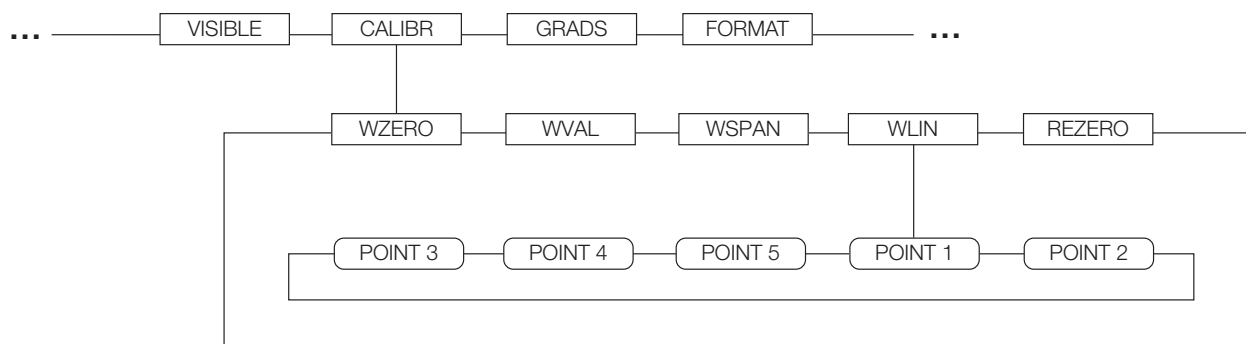 ... VISIBLE CALIBR GRADS FORMAT ...
WZERO WVAL WSPAN WLIN REZERO
POINT 3 POINT 4 POINT 5 POINT 1 POINT 2